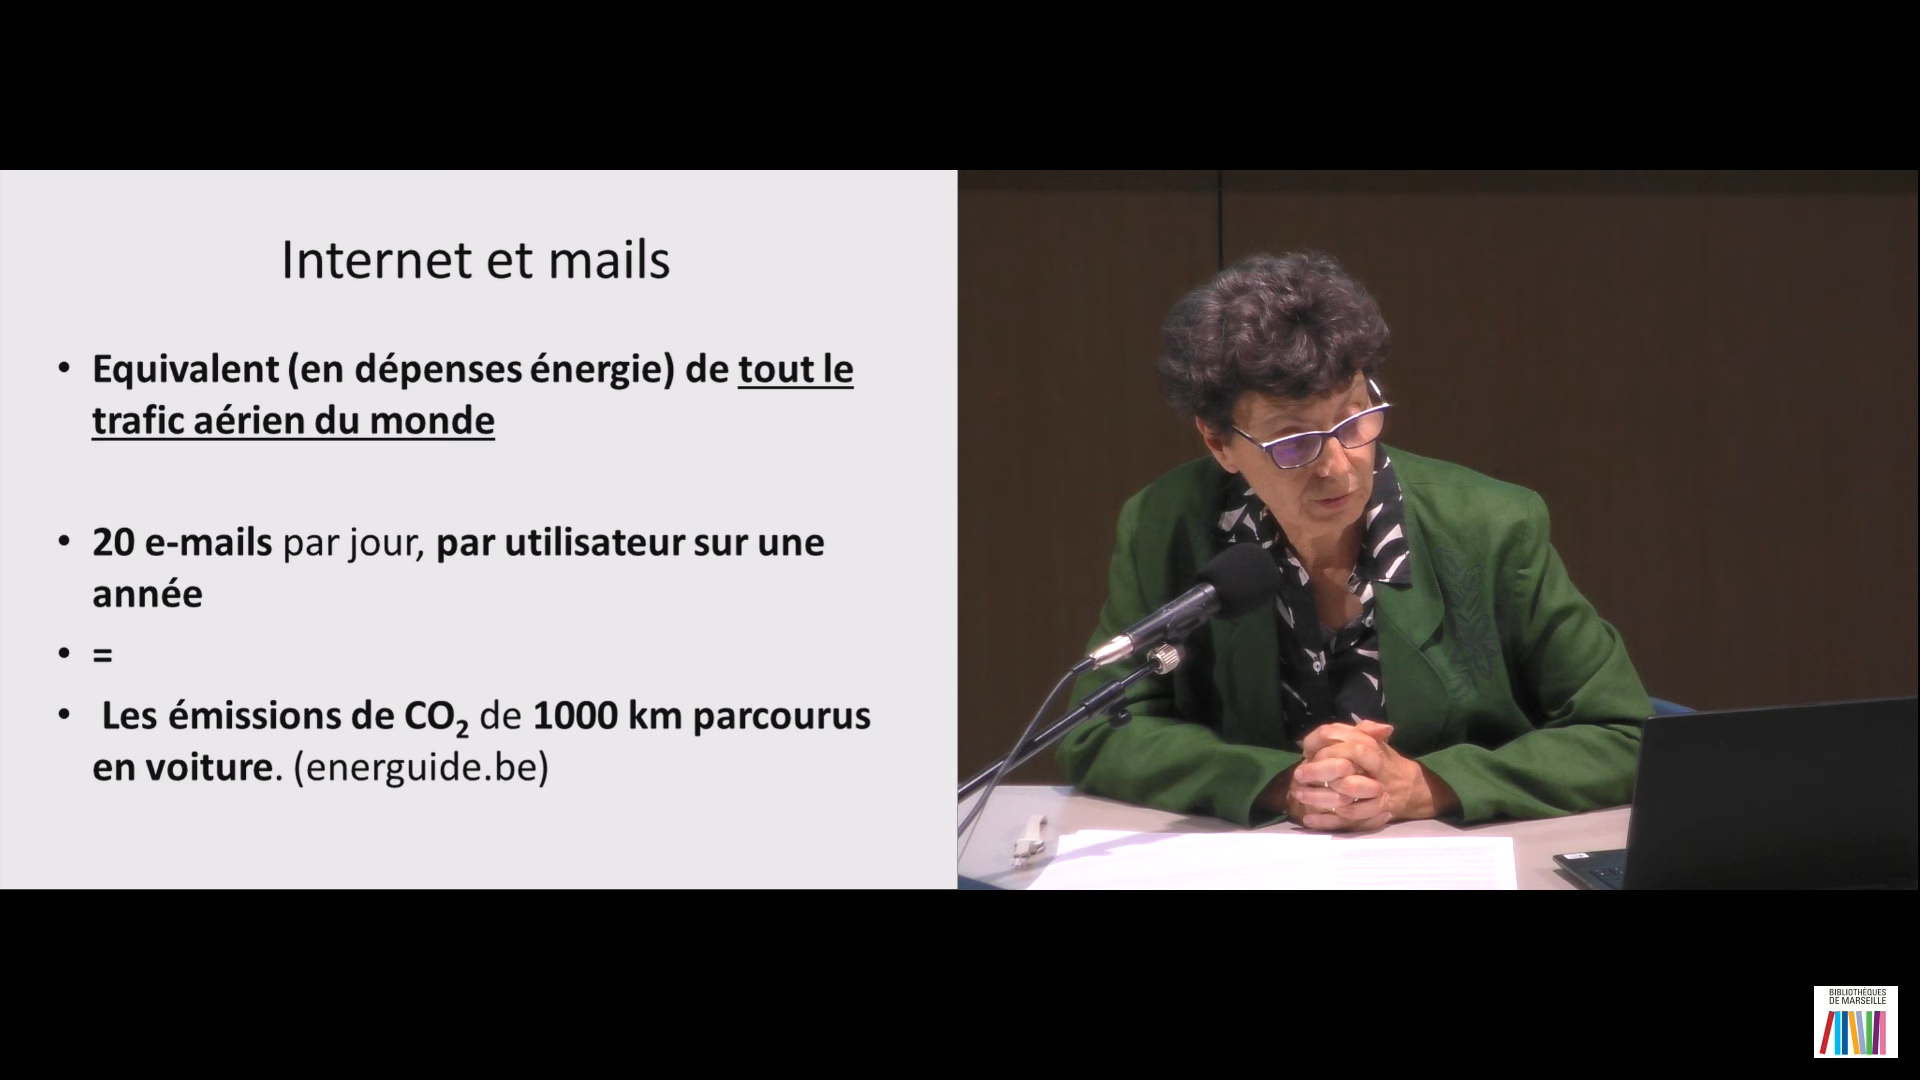 Internet et mails
• Equivalent (en dépenses énergie) de tout le
trafic aérien du monde
• 20 e-mails par jour, par utilisateur sur une
année
• =
• Les émissions de CO₂ de 1000 km parcourus
en voiture. (energuide.be)
BIBLIOTHÈQUES
DE MARSEILLE